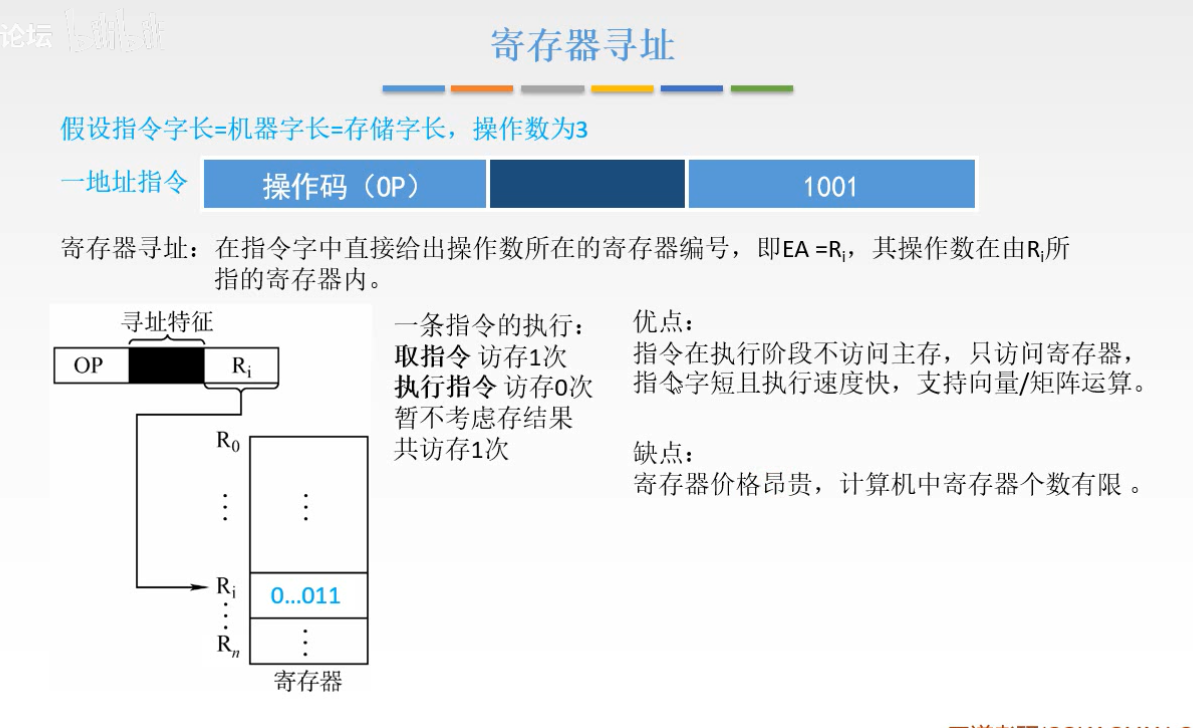 论坛 bilibili
寄存器寻址
假设指令字长=机器字长=存储字长，操作数为3
一地址指令 操作码（OP） 1001
寄存器寻址：在指令字中直接给出操作数所在的寄存器编号，即EA =Ri，其操作数在由Ri所
指的寄存器内。
寻址特征
OP Ri
R0
⋮ ⋮
Ri 0...011
⋮
Rn ⋮
寄存器
一条指令的执行：
取指令 访存1次
执行指令 访存0次
暂不考虑存结果
共访存1次
优点：
指令在执行阶段不访问主存，只访问寄存器，
指令字短且执行速度快，支持向量/矩阵运算。
缺点：
寄存器价格昂贵，计算机中寄存器个数有限 。